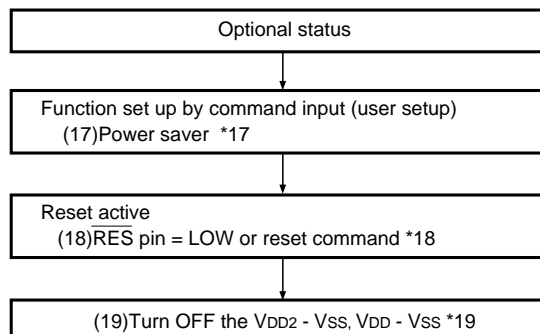 Optional status
Function set up by command input (user setup)
(17)Power saver *17
Reset active
(18)R̅E̅S̅ pin = LOW or reset command *18
(19)Turn OFF the VDD2 - VSS, VDD - VSS *19